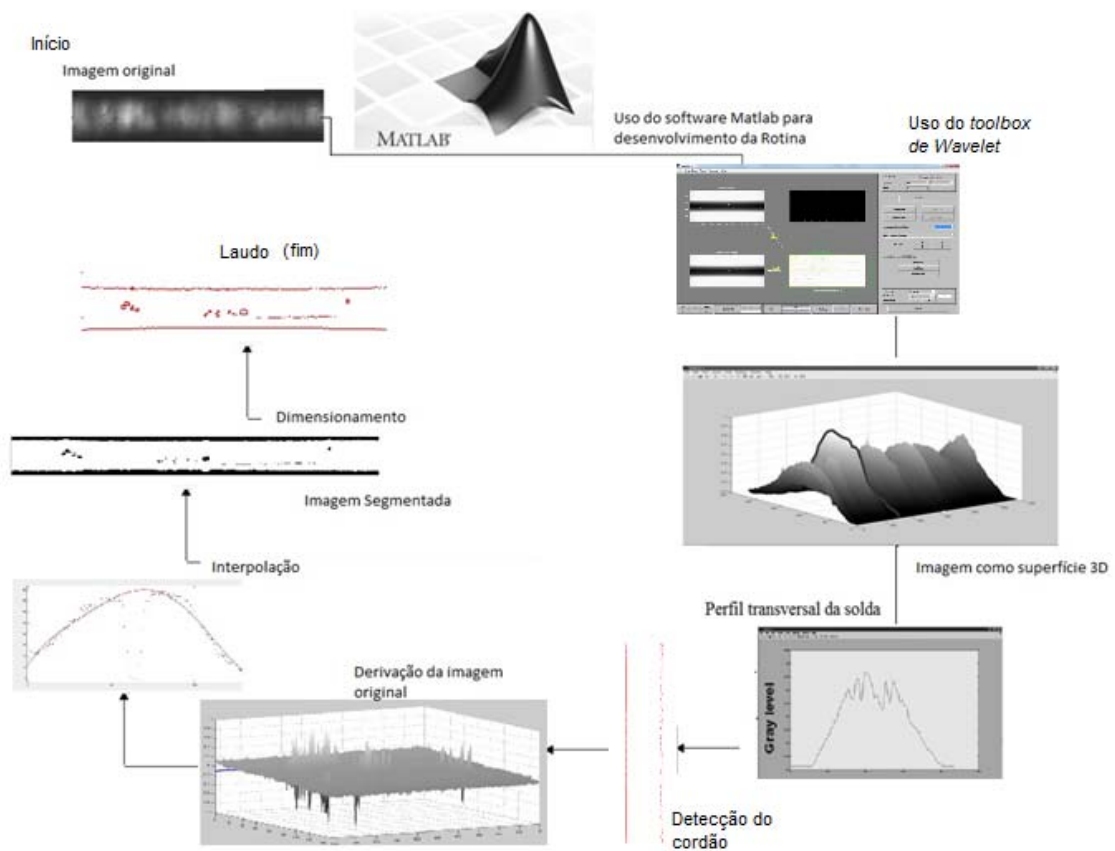 Início
Imagem original
MATLAB®
Uso do software Matlab para
desenvolvimento da Rotina
Uso do toolbox
de Wavelet
Laudo (fim)
Dimensionamento
Imagem Segmentada
Interpolação
Imagem como superfície 3D
Perfil transversal da solda
Gray level
Derivação da imagem
original
Detecção do
cordão